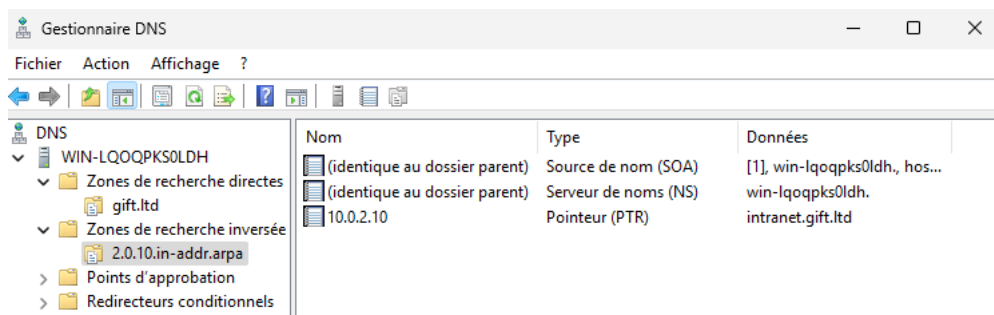 Gestionnaire DNS
Fichier Action Affichage ?
DNS
WIN-LQOQPKS0LDH
Zones de recherche directes
gift.ltd
Zones de recherche inversée
2.0.10.in-addr.arpa
Points d'approbation
Redirecteurs conditionnels
Nom Type Données
(identique au dossier parent) Source de nom (SOA) [1], win-lqoqpks0ldh., hos...
(identique au dossier parent) Serveur de noms (NS) win-lqoqpks0ldh.
10.0.2.10 Pointeur (PTR) intranet.gift.ltd